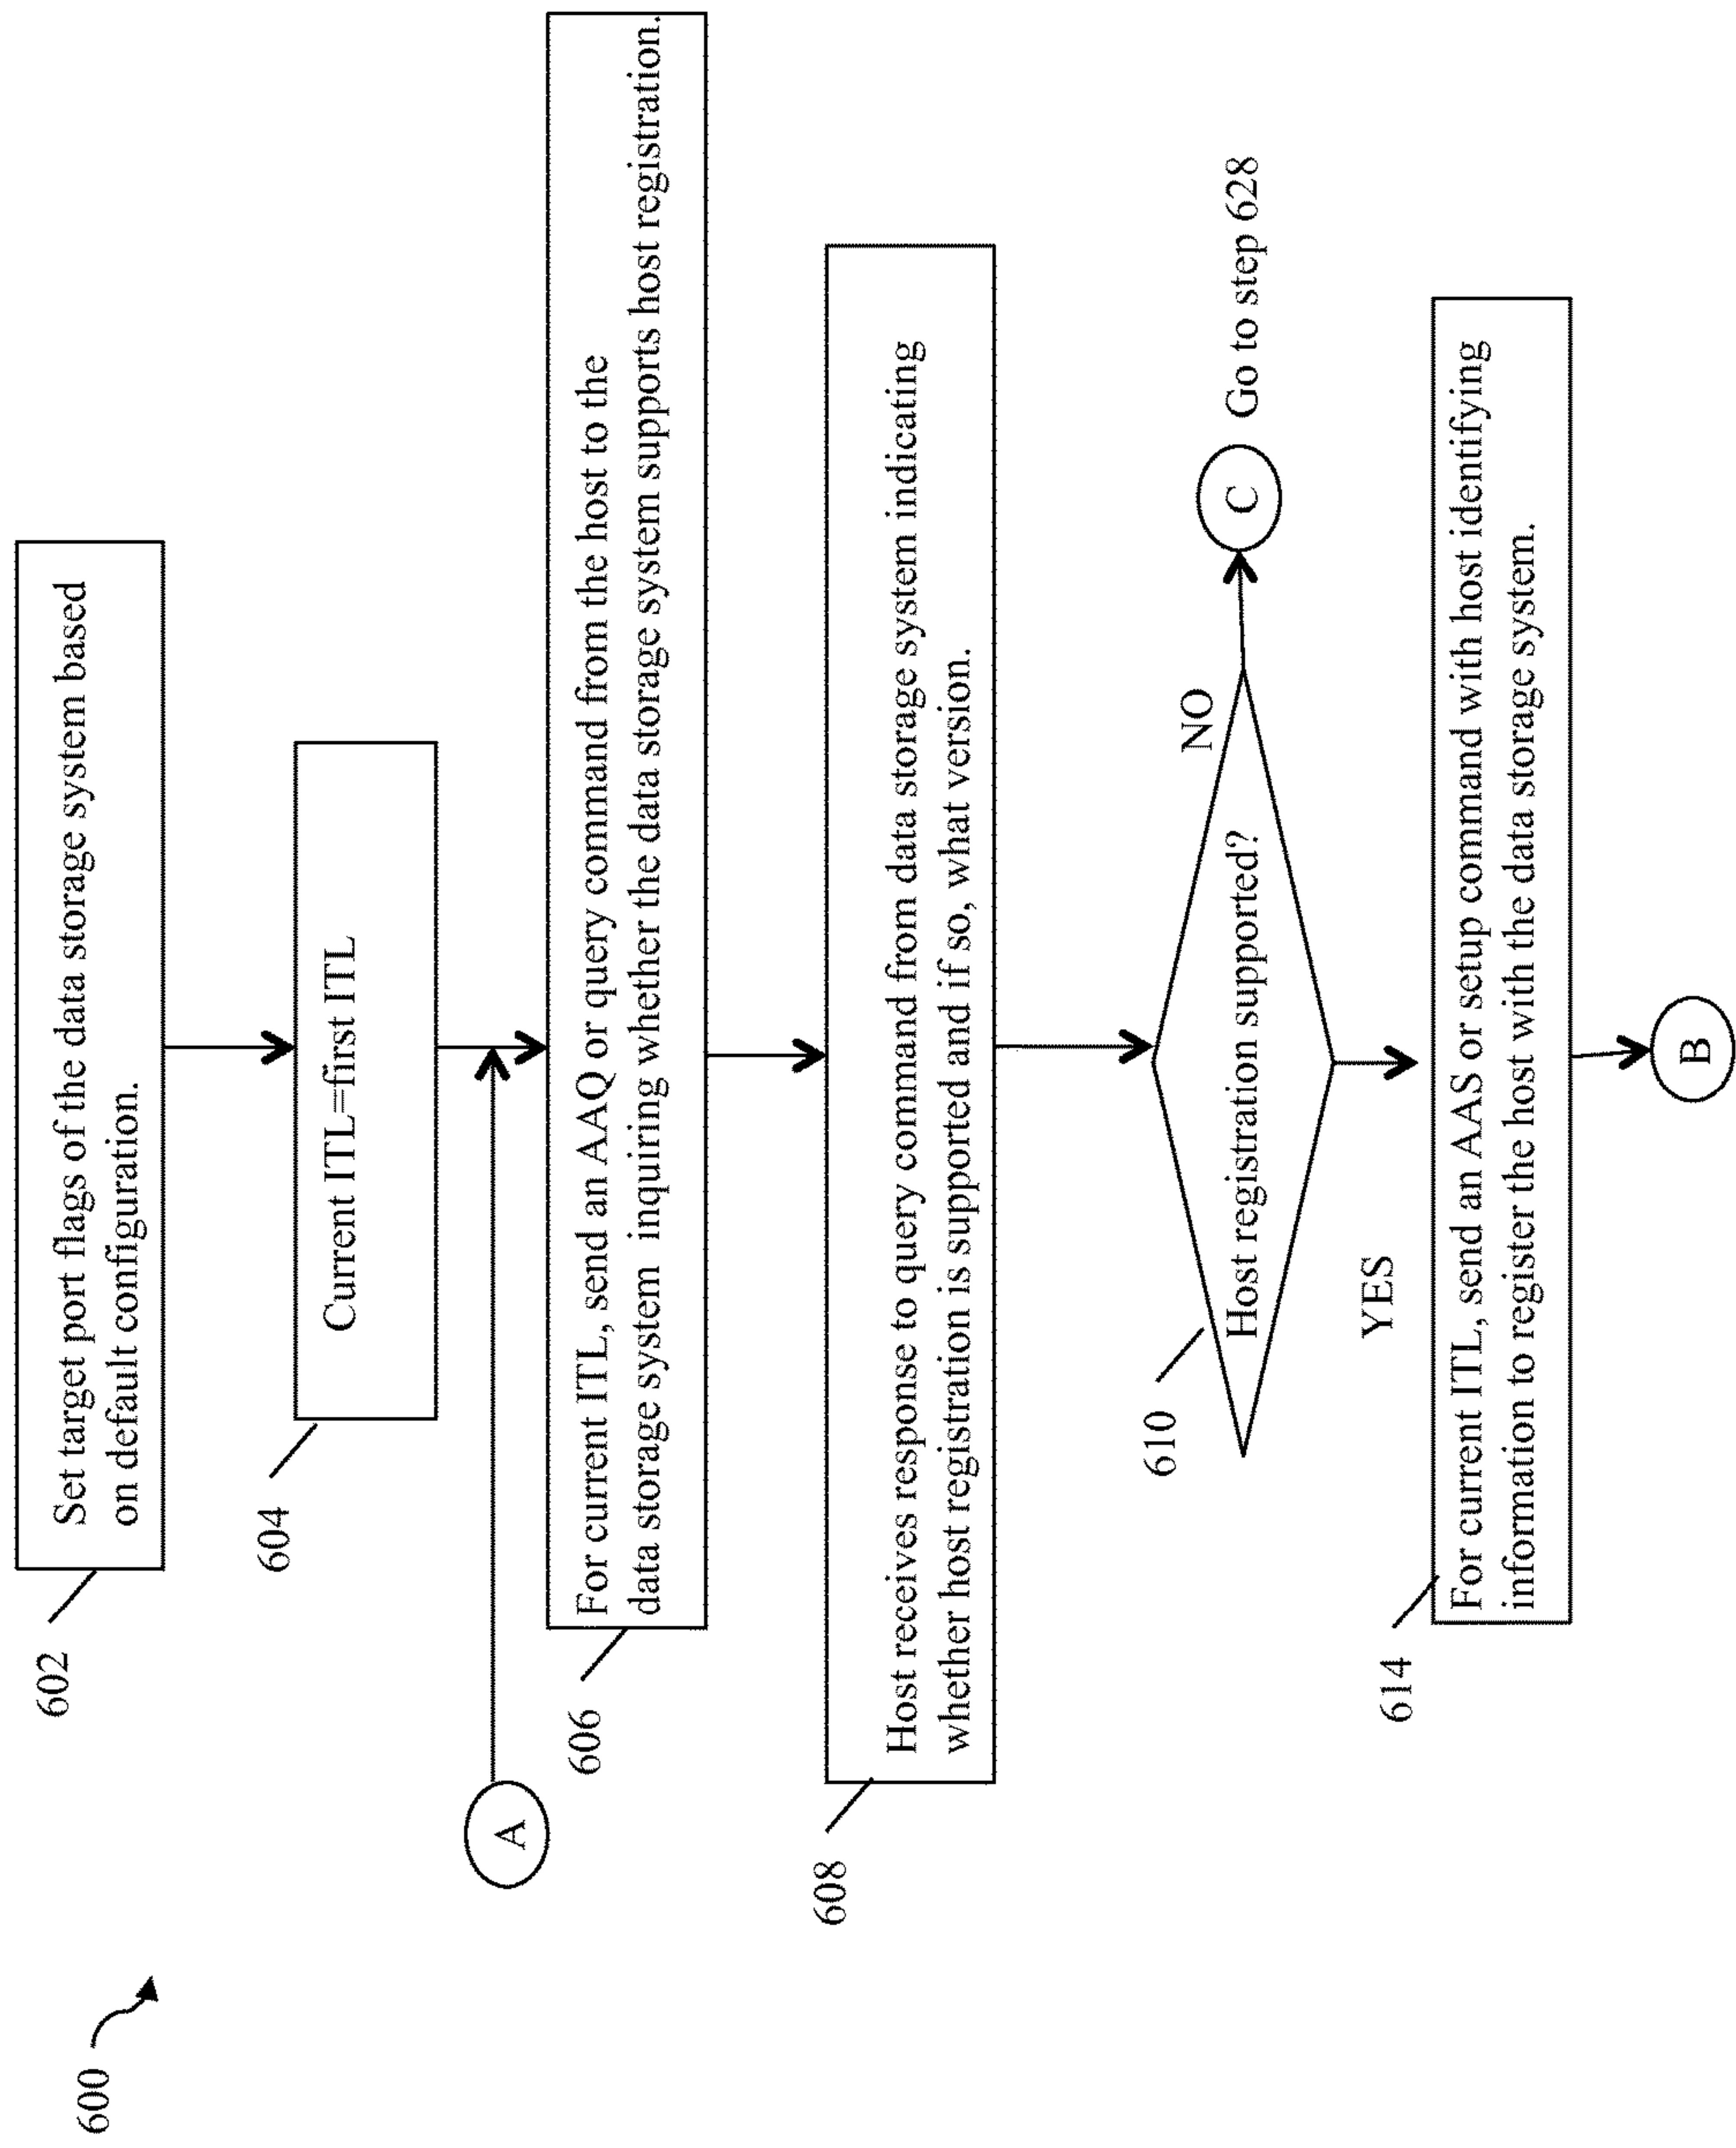 600
602
Set target port flags of the data storage system based
on default configuration.
604
Current ITL=first ITL
A
606
For current ITL, send an AAQ or query command from the host to the
data storage system inquiring whether the data storage system supports host registration.
608
Host receives response to query command from data storage system indicating
whether host registration is supported and if so, what version.
610
Host registration supported?
NO
C
Go to step 628
YES
614
For current ITL, send an AAS or setup command with host identifying
information to register the host with the data storage system.
B